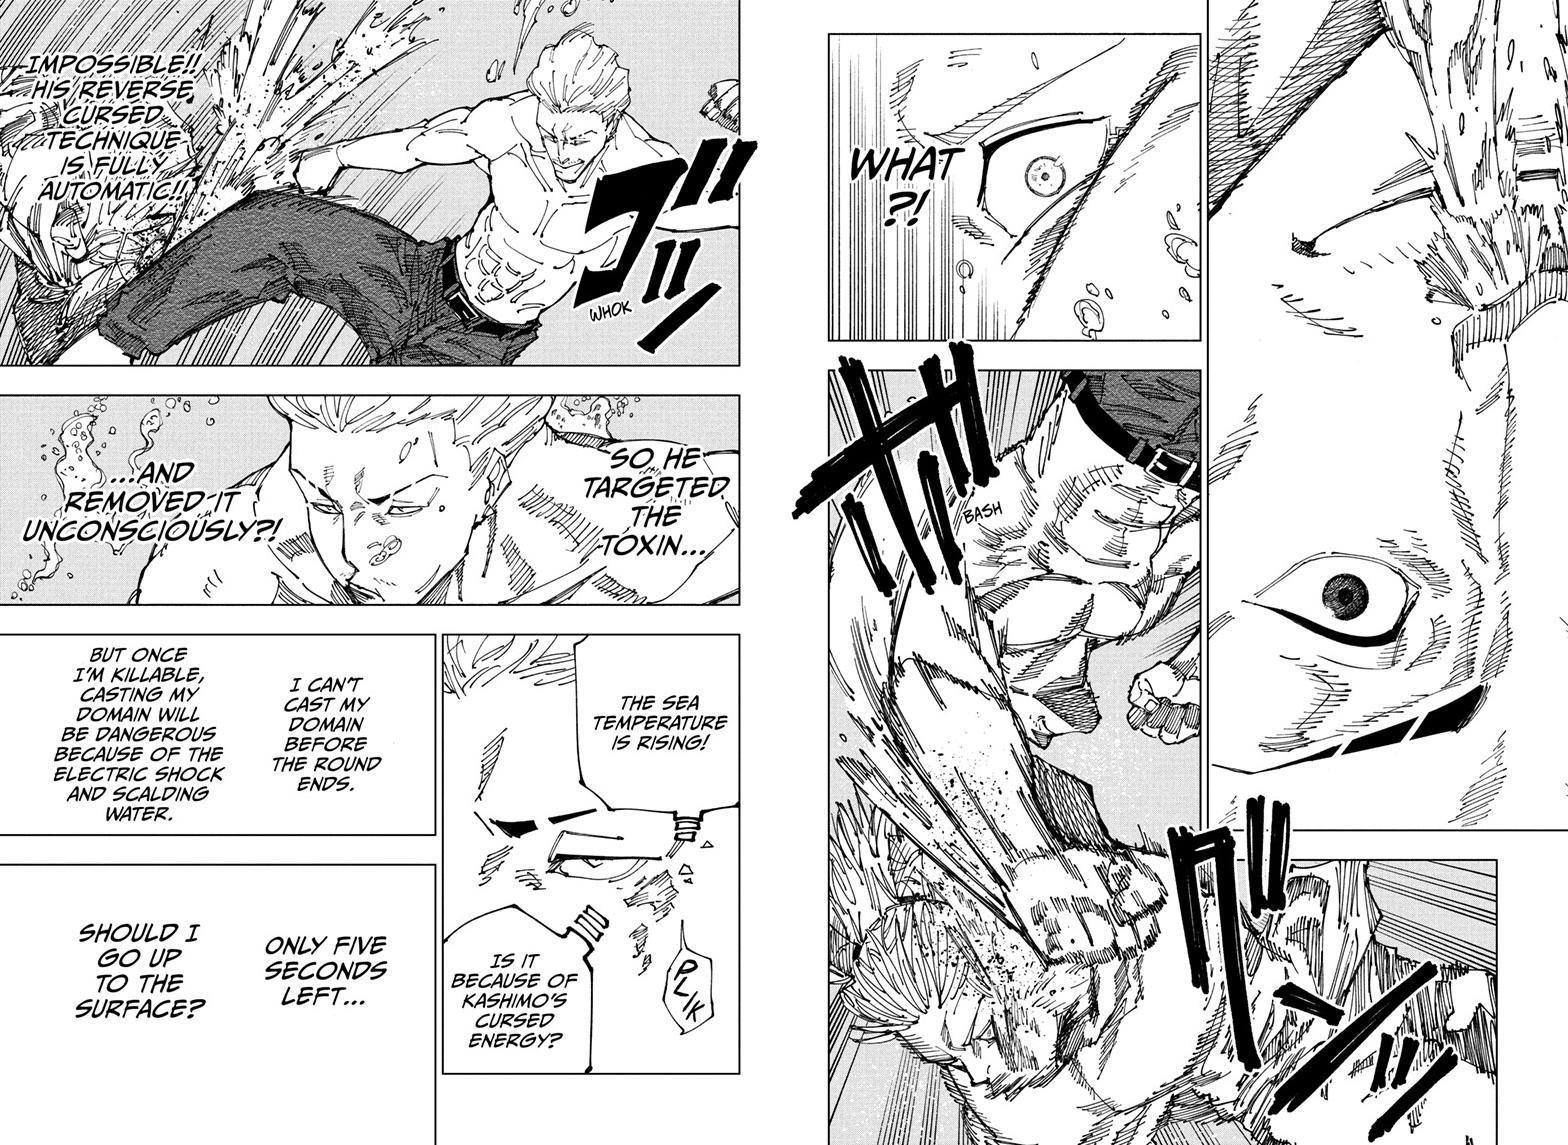 WHAT
?!
ガッ
BASH
IMPOSSIBLE!!
HIS REVERSE
CURSED
TECHNIQUE
IS FULLY
AUTOMATIC!!
WHOK
SO HE
TARGETED
THE
TOXIN...
...AND
REMOVED IT
UNCONSCIOUSLY?!
THE SEA
TEMPERATURE
IS RISING!
IS IT
BECAUSE OF
KASHIMO'S
CURSED
ENERGY?
PLIK
I CAN'T
CAST MY
DOMAIN
BEFORE
THE ROUND
ENDS.
BUT ONCE
I'M KILLABLE,
CASTING MY
DOMAIN WILL
BE DANGEROUS
BECAUSE OF THE
ELECTRIC SHOCK
AND SCALDING
WATER.
ONLY FIVE
SECONDS
LEFT...
SHOULD I
GO UP
TO THE
SURFACE?